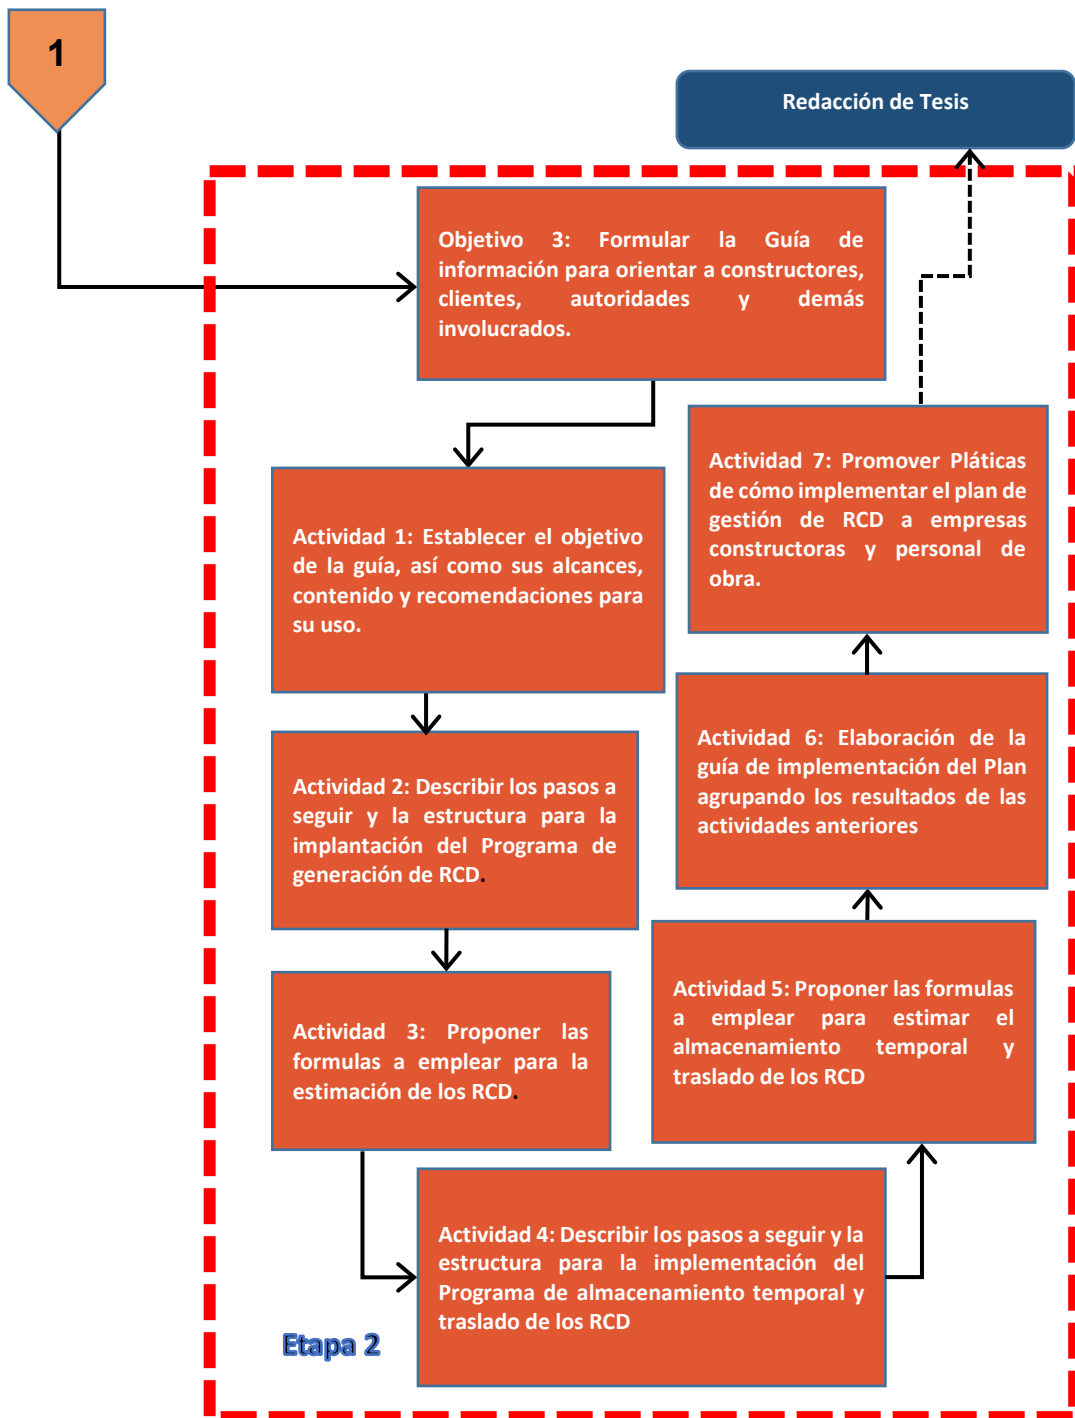 1
Redacción de Tesis
Objetivo 3: Formular la Guía de
información para orientar a constructores,
clientes, autoridades y demás
involucrados.
Actividad 1: Establecer el objetivo
de la guía, así como sus alcances,
contenido y recomendaciones para
su uso.
Actividad 2: Describir los pasos a
seguir y la estructura para la
implantación del Programa de
generación de RCD.
Actividad 3: Proponer las
formulas a emplear para la
estimación de los RCD.
Actividad 4: Describir los pasos a seguir y la
estructura para la implementación del
Programa de almacenamiento temporal y
traslado de los RCD
Actividad 5: Proponer las formulas
a emplear para estimar el
almacenamiento temporal y
traslado de los RCD
Actividad 6: Elaboración de la
guía de implementación del Plan
agrupando los resultados de las
actividades anteriores
Actividad 7: Promover Pláticas
de cómo implementar el plan de
gestión de RCD a empresas
constructoras y personal de
obra.
Etapa 2